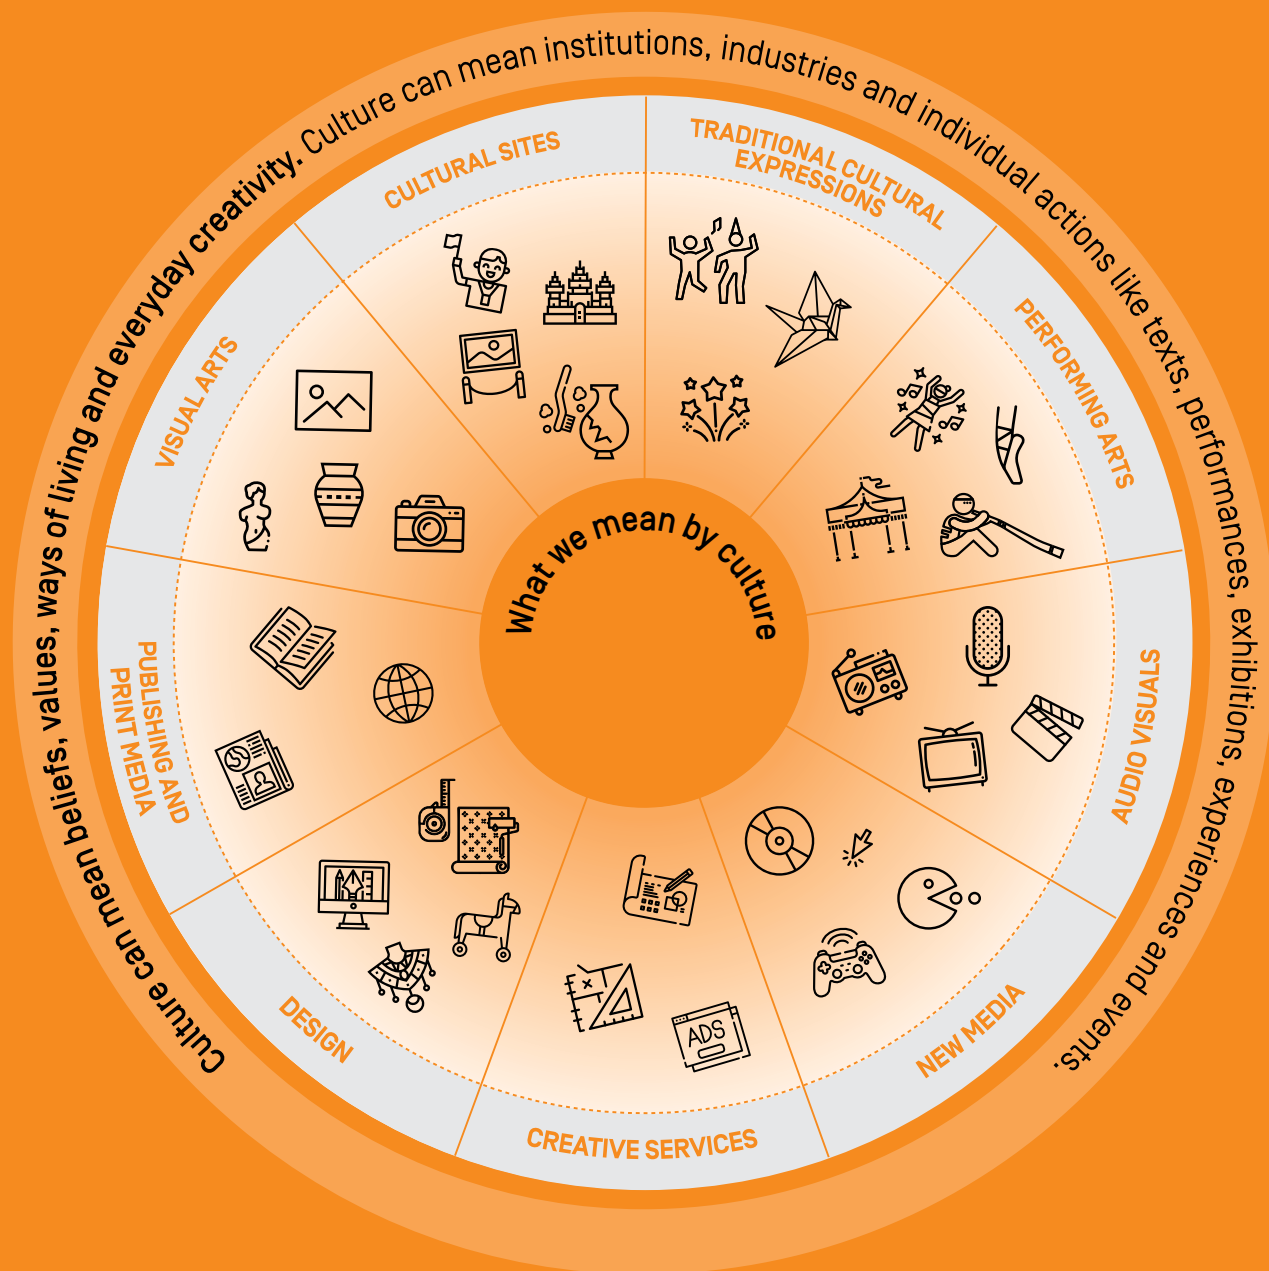 Culture can mean beliefs, values, ways of living and everyday creativity. Culture can mean institutions, industries and individual actions like texts, performances, exhibitions, experiences and events.
What we mean by culture
CULTURAL SITES
TRADITIONAL CULTURAL
EXPRESSIONS
PERFORMING ARTS
AUDIO VISUALS
NEW MEDIA
CREATIVE SERVICES
ADS
DESIGN
PUBLISHING AND
PRINT MEDIA
VISUAL ARTS